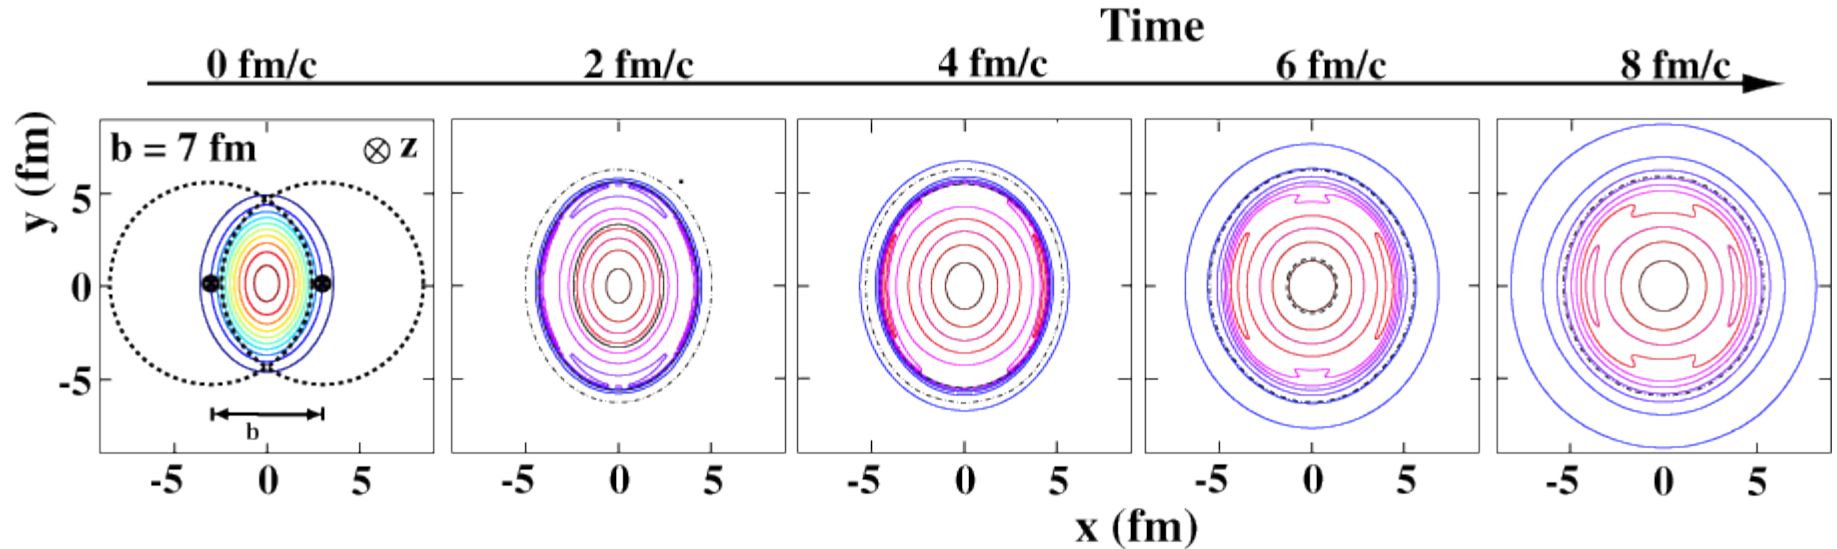 Time
0 fm/c 2 fm/c 4 fm/c 6 fm/c 8 fm/c
b = 7 fm ⊗ z
y (fm)
5
0
-5
b
-5 0 5 -5 0 5 -5 0 5 -5 0 5 -5 0 5
x (fm)